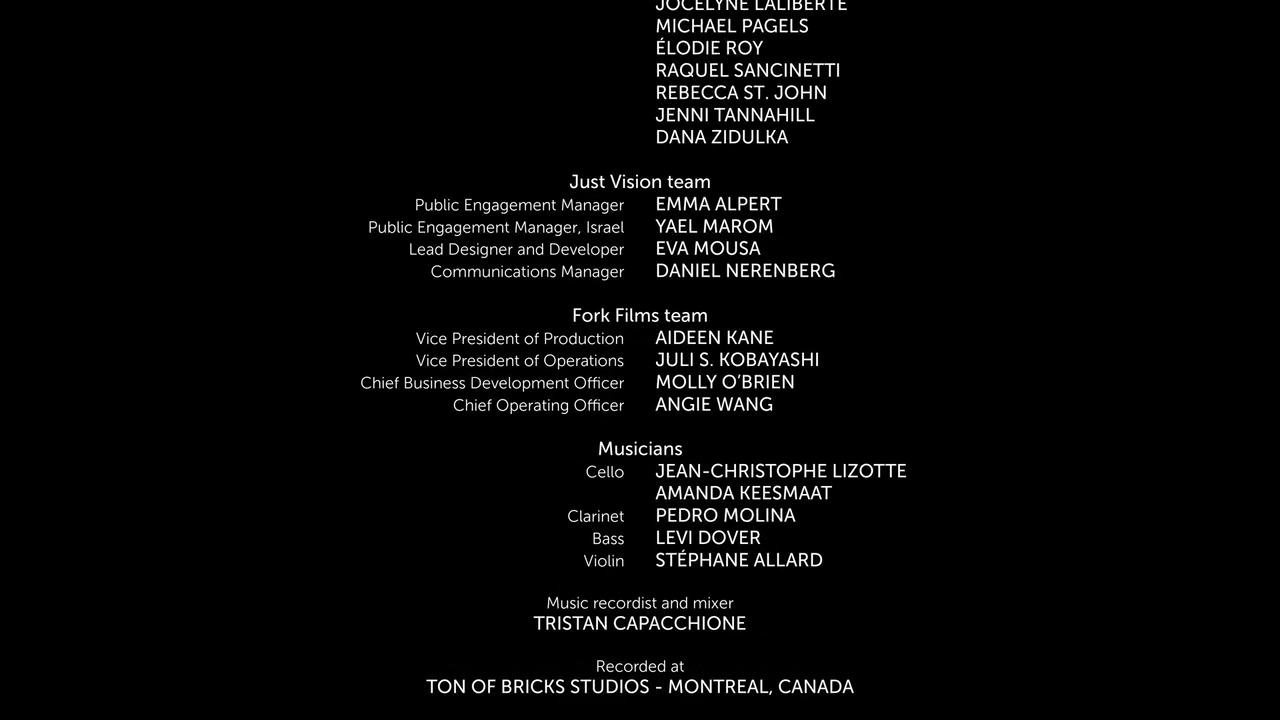 JOCELYNE LALIBERTÉ
MICHAEL PAGELS
ÉLODIE ROY
RAQUEL SANCINETTI
REBECCA ST. JOHN
JENNI TANNAHILL
DANA ZIDULKA
Just Vision team
Public Engagement Manager EMMA ALPERT
Public Engagement Manager, Israel YAEL MAROM
Lead Designer and Developer EVA MOUSA
Communications Manager DANIEL NERENBERG
Fork Films team
Vice President of Production AIDEEN KANE
Vice President of Operations JULI S. KOBAYASHI
Chief Business Development Officer MOLLY O’BRIEN
Chief Operating Officer ANGIE WANG
Musicians
Cello JEAN-CHRISTOPHE LIZOTTE
AMANDA KEESMAAT
Clarinet PEDRO MOLINA
Bass LEVI DOVER
Violin STÉPHANE ALLARD
Music recordist and mixer
TRISTAN CAPACCHIONE
Recorded at
TON OF BRICKS STUDIOS - MONTREAL, CANADA